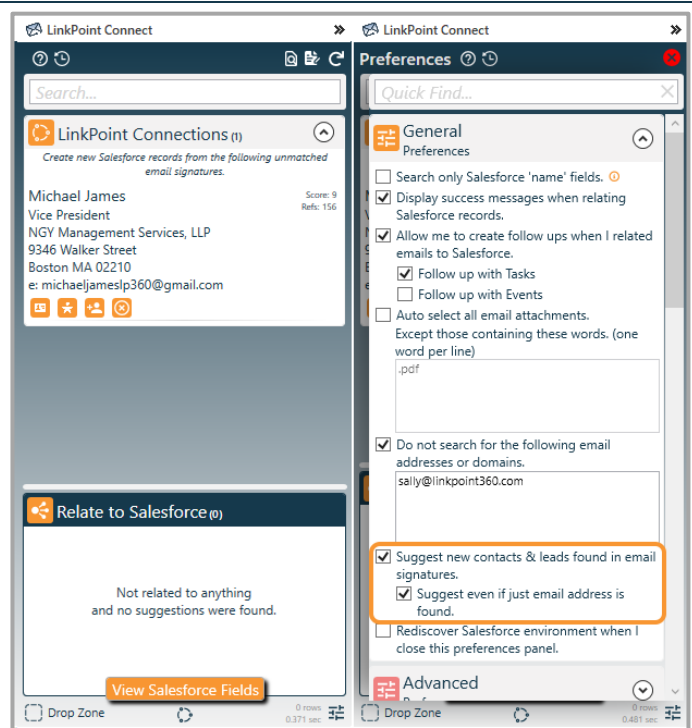 LinkPoint Connect
Search...
LinkPoint Connections (1)
Create new Salesforce records from the following unmatched
email signatures.
Michael James
Score: 9
Vice President
Refs: 156
NGY Management Services, LLP
9346 Walker Street
Boston MA 02210
e: michaeljameslp360@gmail.com
Relate to Salesforce (0)
Not related to anything
and no suggestions were found.
View Salesforce Fields
Drop Zone
0 rows
0.371 sec
LinkPoint Connect
Preferences
Quick Find...
General
Preferences
Search only Salesforce 'name' fields.
Display success messages when relating
Salesforce records.
Allow me to create follow ups when I related
emails to Salesforce.
Follow up with Tasks
Follow up with Events
Auto select all email attachments.
Except those containing these words. (one
word per line)
.pdf
Do not search for the following email
addresses or domains.
sally@linkpoint360.com
Suggest new contacts & leads found in email
signatures.
Suggest even if just email address is
found.
Rediscover Salesforce environment when I
close this preferences panel.
Advanced
Drop Zone
0 rows
0.481 sec